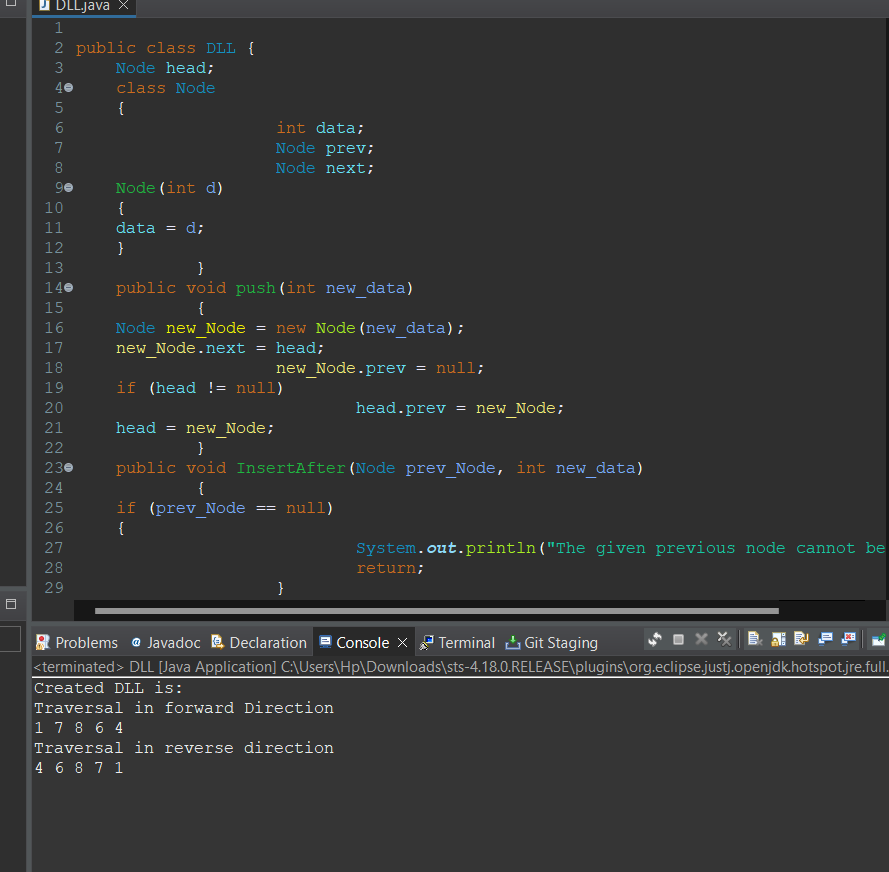 DLL.java
1
2 public class DLL {
3 Node head;
4 class Node
5 {
6 int data;
7 Node prev;
8 Node next;
9 Node(int d)
10 {
11 data = d;
12 }
13 }
14 public void push(int new_data)
15 {
16 Node new_Node = new Node(new_data);
17 new_Node.next = head;
18 new_Node.prev = null;
19 if (head != null)
20 head.prev = new_Node;
21 head = new_Node;
22 }
23 public void InsertAfter(Node prev_Node, int new_data)
24 {
25 if (prev_Node == null)
26 {
27 System.out.println("The given previous node cannot be
28 return;
29 }
Problems Javadoc Declaration Console Terminal Git Staging
<terminated> DLL [Java Application] C:\Users\Hp\Downloads\sts-4.18.0.RELEASE\plugins\org.eclipse.justj.openjdk.hotspot.jre.full.
Created DLL is:
Traversal in forward Direction
1 7 8 6 4
Traversal in reverse direction
4 6 8 7 1